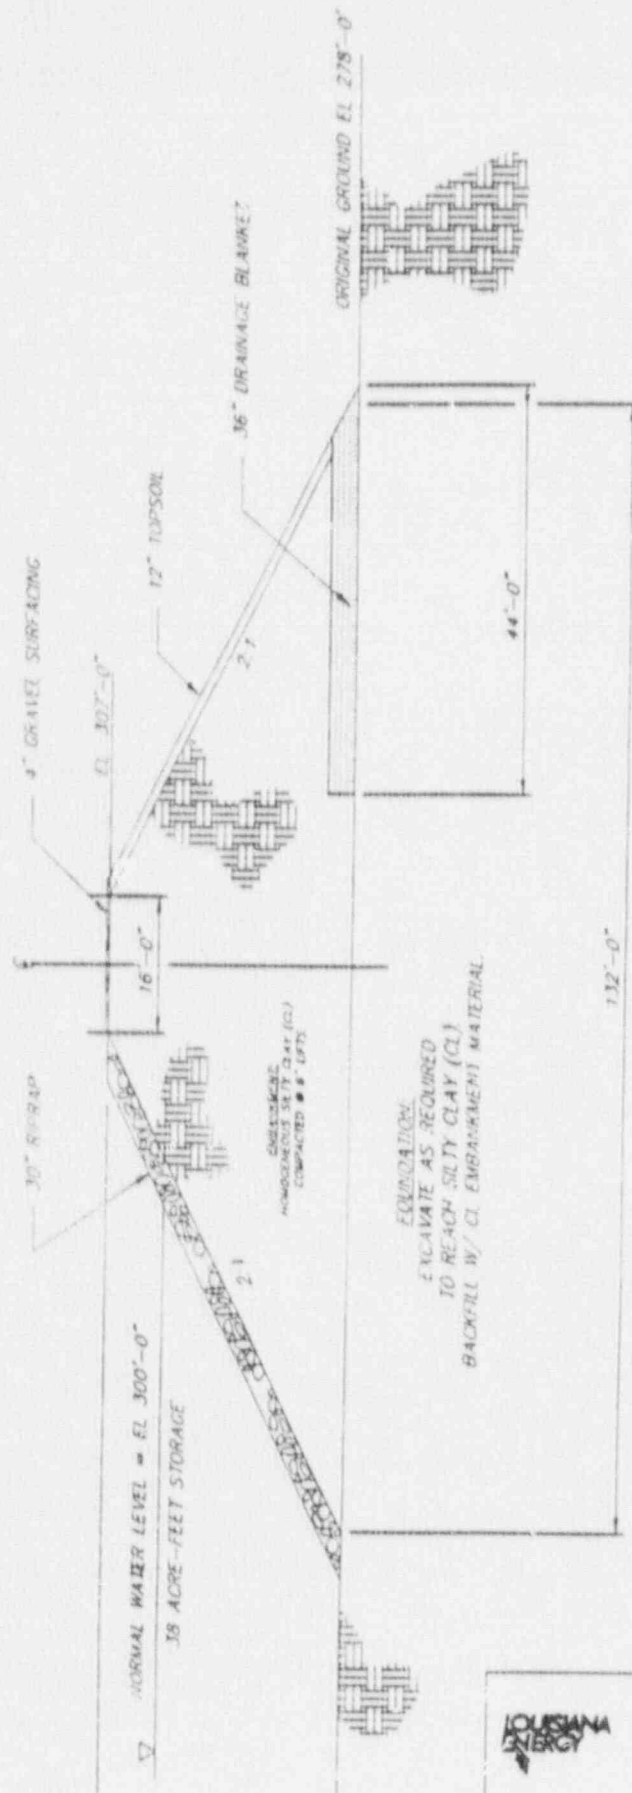 4" GRAVEL SURFACING
30" RIPRAP
EL 307'-0"
12" TOPSOIL
36" DRAINAGE BLANKET
ORIGINAL GROUND EL 278'-0"
NORMAL WATER LEVEL = EL 300'-0"
38 ACRE-FEET STORAGE
16'-0"
2:1
2:1
EMBANKMENT:
HOMOGENEOUS SILTY CLAY (CL)
COMPACTED
LIFTS
44'-0"
FOUNDATION:
EXCAVATE AS REQUIRED
TO REACH SILTY CLAY (CL)
BACKFILL W/ CL EMBANKMENT MATERIAL.
132'-0"
LOUISIANA
ENERGY